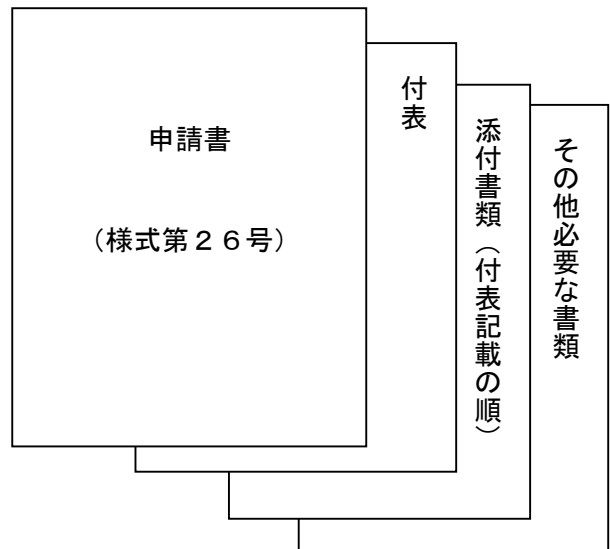 申請書
（様式第２６号）
付表
添付書類（付表記載の順）
その他必要な書類